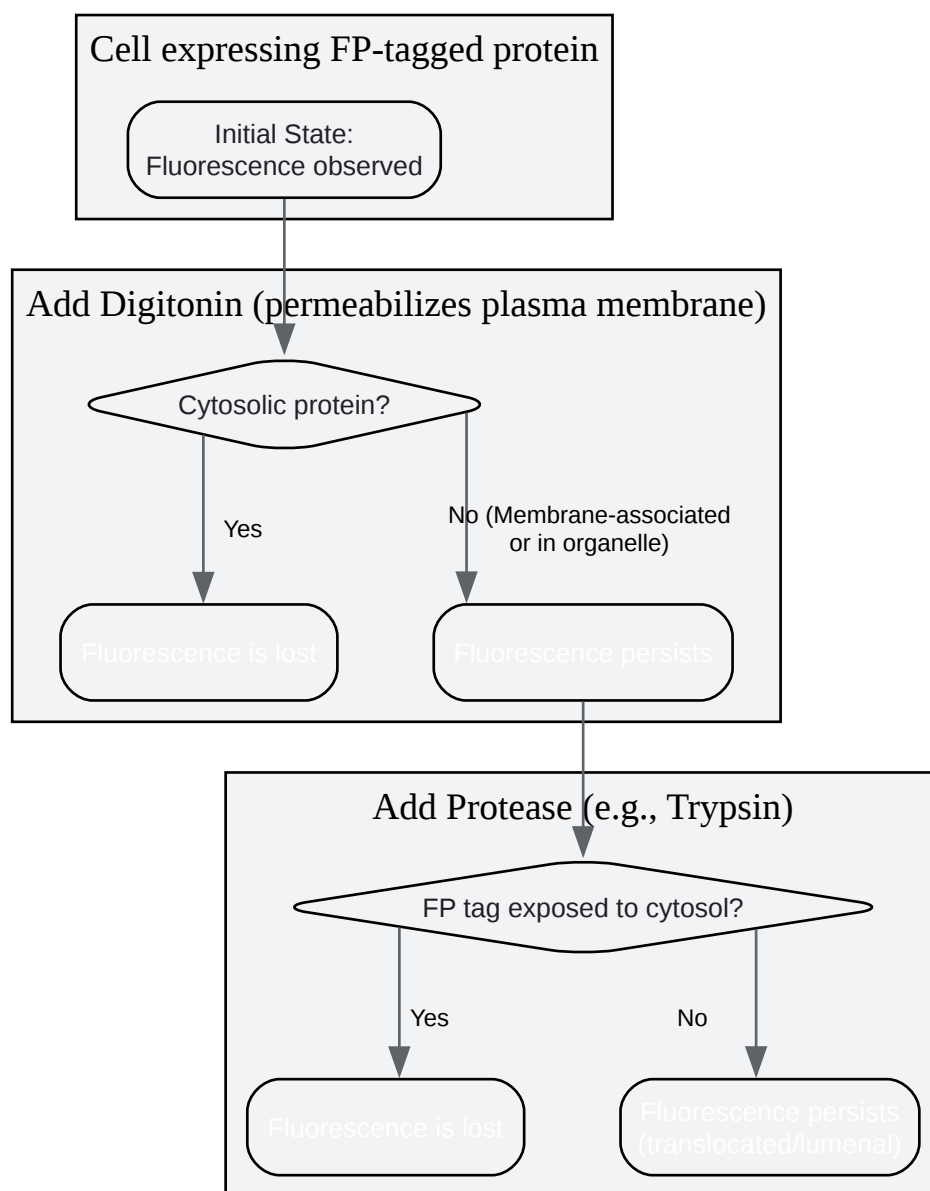 Cell expressing FP-tagged protein
Initial State:
Fluorescence observed
Add Digitonin (permeabilizes plasma membrane)
Cytosolic protein?
Yes
No (Membrane-associated
or in organelle)
Fluorescence is lost
Fluorescence persists
Add Protease (e.g., Trypsin)
FP tag exposed to cytosol?
Yes
No
Fluorescence is lost
Fluorescence persists
(translocated/lumenal)